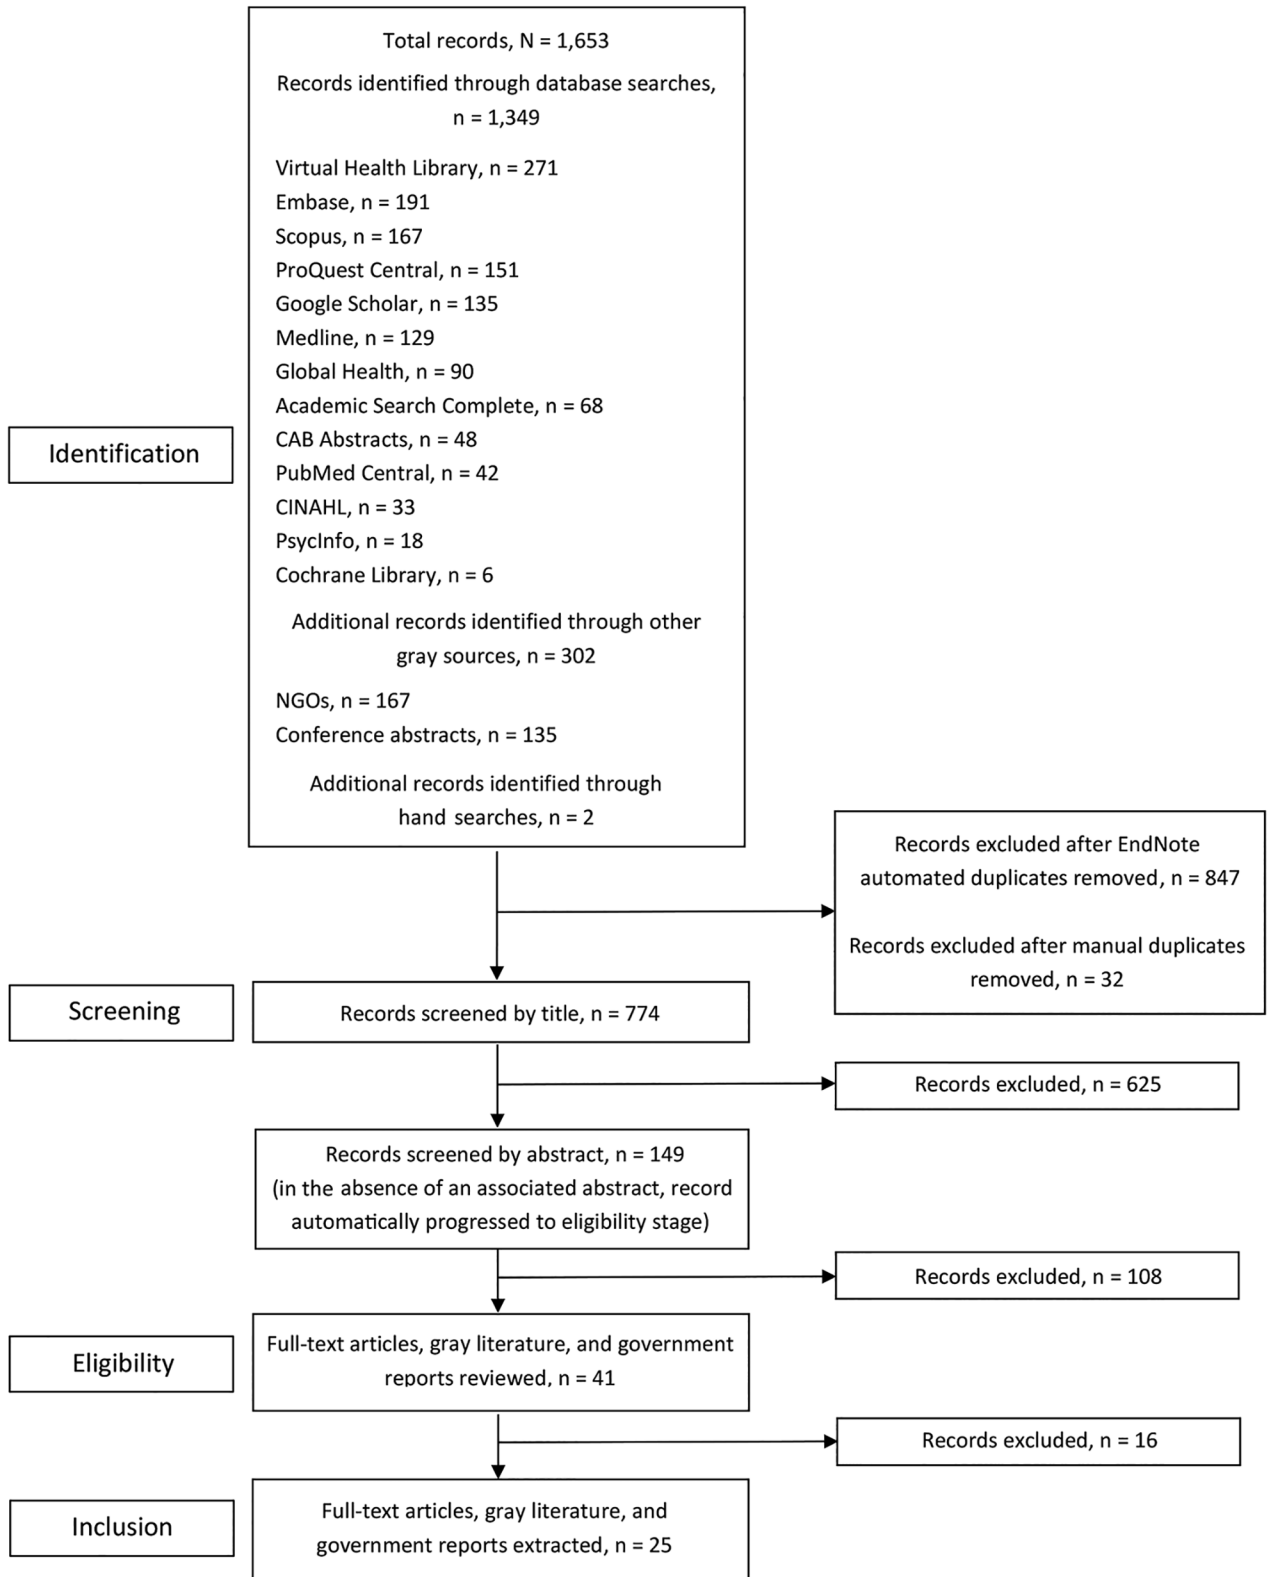 Total records, N = 1,653
Records identified through database searches,
n = 1,349
Virtual Health Library, n = 271
Embase, n = 191
Scopus, n = 167
ProQuest Central, n = 151
Google Scholar, n = 135
Medline, n = 129
Global Health, n = 90
Academic Search Complete, n = 68
CAB Abstracts, n = 48
PubMed Central, n = 42
CINAHL, n = 33
PsycInfo, n = 18
Cochrane Library, n = 6
Additional records identified through other
gray sources, n = 302
NGOs, n = 167
Conference abstracts, n = 135
Additional records identified through
hand searches, n = 2
Identification
Records excluded after EndNote
automated duplicates removed, n = 847
Records excluded after manual duplicates
removed, n = 32
Screening
Records screened by title, n = 774
Records excluded, n = 625
Records screened by abstract, n = 149
(in the absence of an associated abstract, record
automatically progressed to eligibility stage)
Records excluded, n = 108
Eligibility
Full-text articles, gray literature, and government
reports reviewed, n = 41
Records excluded, n = 16
Inclusion
Full-text articles, gray literature, and
government reports extracted, n = 25